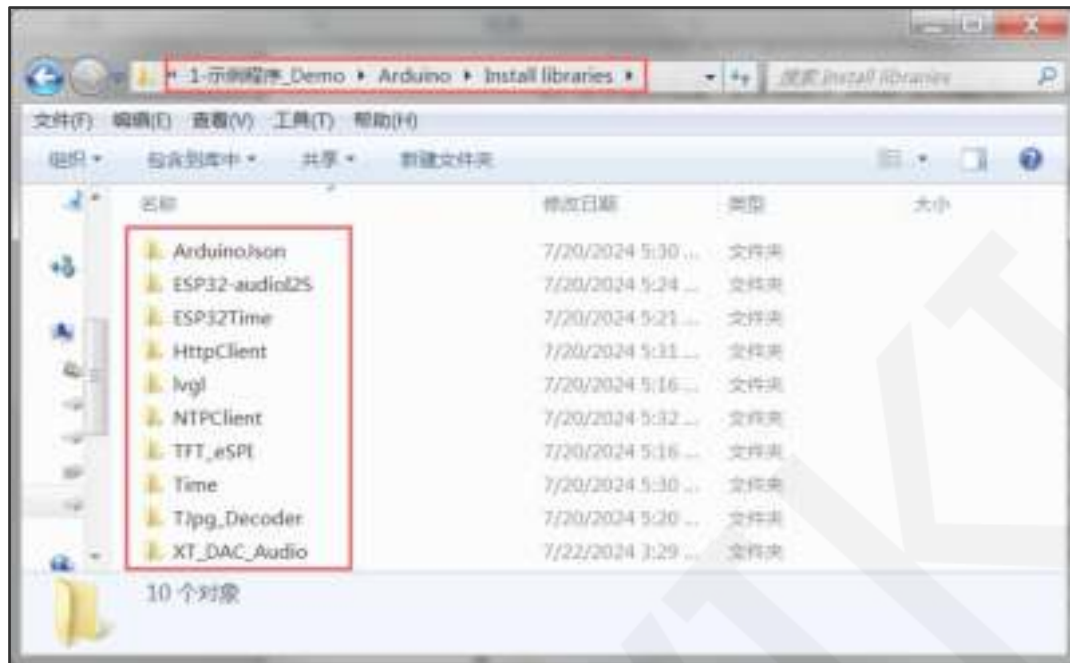 1-示例程序_Demo ▸ Arduino ▸ Install libraries ▸
搜索 Install libraries
文件(F) 编辑(E) 查看(V) 工具(T) 帮助(H)
组织 包含到库中 共享 新建文件夹
名称 修改日期 类型 大小
ArduinoJson 7/20/2024 5:30 ... 文件夹
ESP32-audioI2S 7/20/2024 5:24 ... 文件夹
ESP32Time 7/20/2024 5:21 ... 文件夹
HttpClient 7/20/2024 5:31 ... 文件夹
lvgl 7/20/2024 5:16 ... 文件夹
NTPClient 7/20/2024 5:32 ... 文件夹
TFT_eSPI 7/20/2024 5:16 ... 文件夹
Time 7/20/2024 5:30 ... 文件夹
TJpg_Decoder 7/20/2024 5:20 ... 文件夹
XT_DAC_Audio 7/22/2024 3:29 ... 文件夹
10 个对象